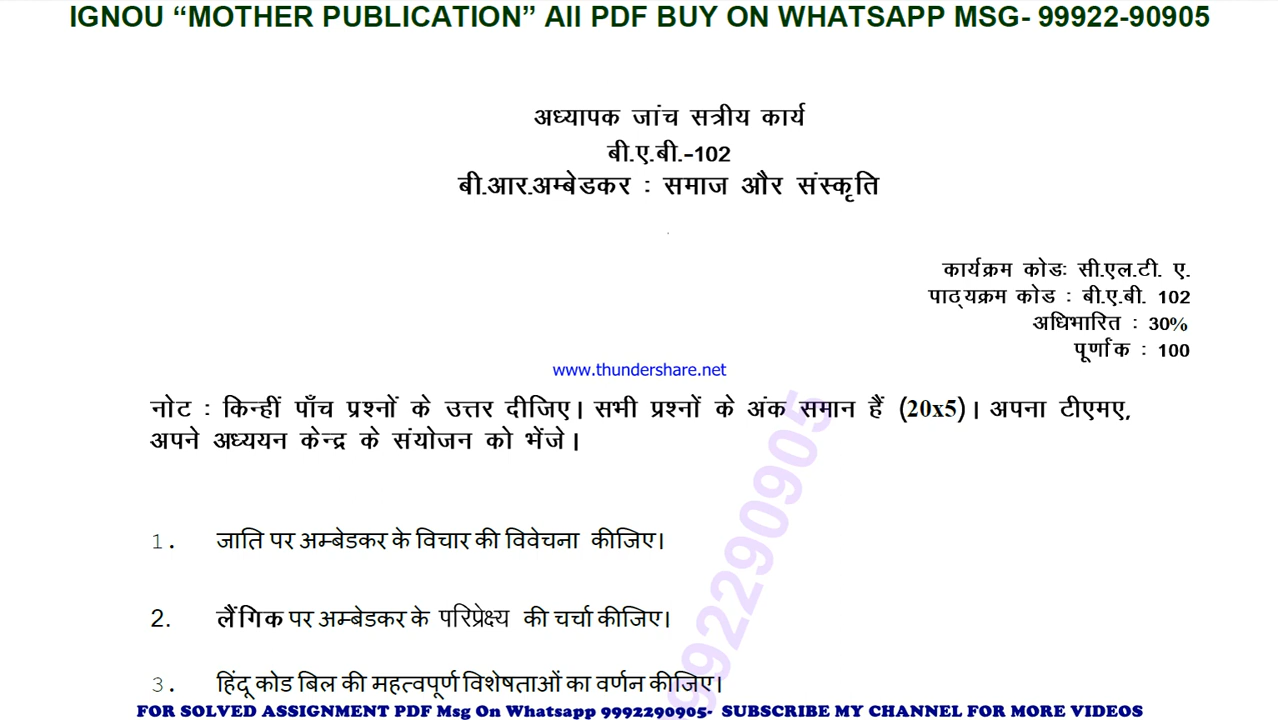 IGNOU “MOTHER PUBLICATION” All PDF BUY ON WHATSAPP MSG- 99922-90905
अध्यापक जांच सत्रीय कार्य
बी.ए.बी.-102
बी.आर.अम्बेडकर : समाज और संस्कृति
कार्यक्रम कोडः सी.एल.टी. ए.
पाठ्यक्रम कोड : बी.ए.बी. 102
अधिभारित : 30%
पूर्णांक : 100
www.thundershare.net
नोट : किन्हीं पाँच प्रश्नों के उत्तर दीजिए। सभी प्रश्नों के अंक समान हैं (20x5)। अपना टीएमए,
अपने अध्ययन केन्द्र के संयोजन को भेंजे।
1. जाति पर अम्बेडकर के विचार की विवेचना कीजिए।
2. लैंगिक पर अम्बेडकर के परिप्रेक्ष्य की चर्चा कीजिए।
3. हिंदू कोड बिल की महत्वपूर्ण विशेषताओं का वर्णन कीजिए।
9992290905
FOR SOLVED ASSIGNMENT PDF Msg On Whatsapp 9992290905- SUBSCRIBE MY CHANNEL FOR MORE VIDEOS